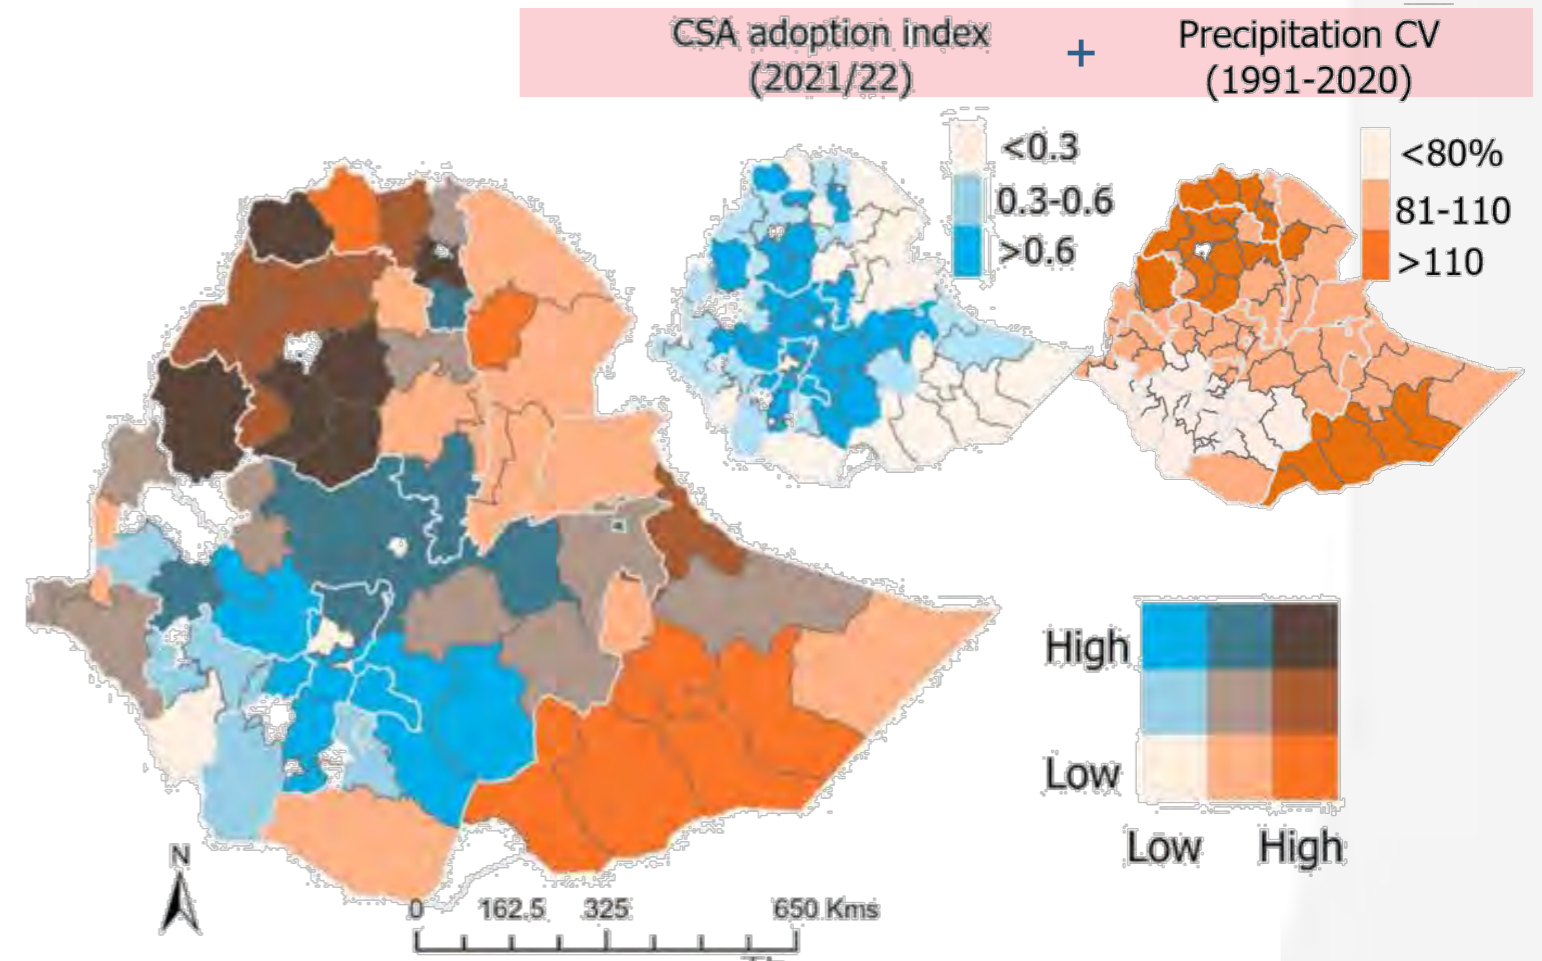 CSA adoption index
(2021/22)
+
Precipitation CV
(1991-2020)
<0.3
0.3-0.6
>0.6
<80%
81-110
>110
High
Low
Low High
N
0 162.5 325 650 Kms